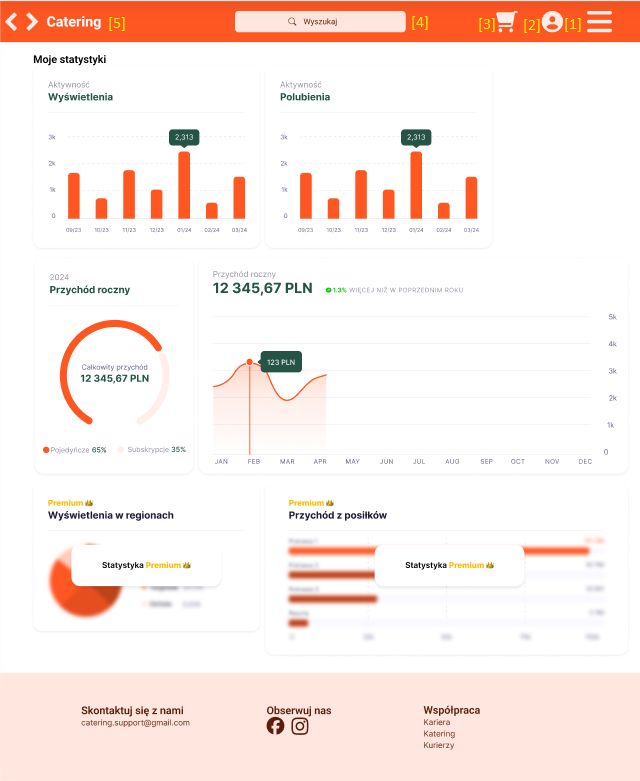 Catering [5]
Wyszukaj
[4]
[3]
[2]
[1]
Moje statystyki
Aktywność
Wyświetlenia
2,313
3k
2k
1k
0
09/23 10/23 11/23 12/23 01/24 02/24 03/24
Aktywność
Polubienia
2,313
3k
2k
1k
0
09/23 10/23 11/23 12/23 01/24 02/24 03/24
2024
Przychód roczny
Całkowity przychód
12 345,67 PLN
Pojedyńcze 65%
Subskrypcje 35%
Przychód roczny
12 345,67 PLN
1.3% WIĘCEJ NIŻ W POPRZEDNIM ROKU
123 PLN
5k
4k
3k
2k
1k
0
JAN FEB MAR APR MAY JUN JUL AUG SEP OCT NOV DEC
Premium
Wyświetlenia w regionach
Statystyka Premium
Premium
Przychód z posiłków
Statystyka Premium
Skontaktuj się z nami
catering.support@gmail.com
Obserwuj nas
Współpraca
Kariera
Katering
Kurierzy